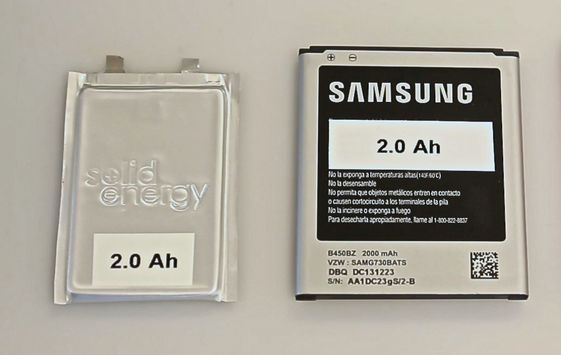 solid
energy
2.0 Ah
SAMSUNG
2.0 Ah
No la exponga a temperaturas altas(140F 60C)
No la desensamble
No permita que objetos metálicos entren en contacto
o causen cortocircuito a los terminales de la pila
No la incinere o exponga a fuego
Para desecharla apropiadamente, llame al 1-800-822-8837
B450BZ 2000 mAh
VZW : SAMG730BATS
DBQ DC131223
S/N: AA1DC23gS/2-B